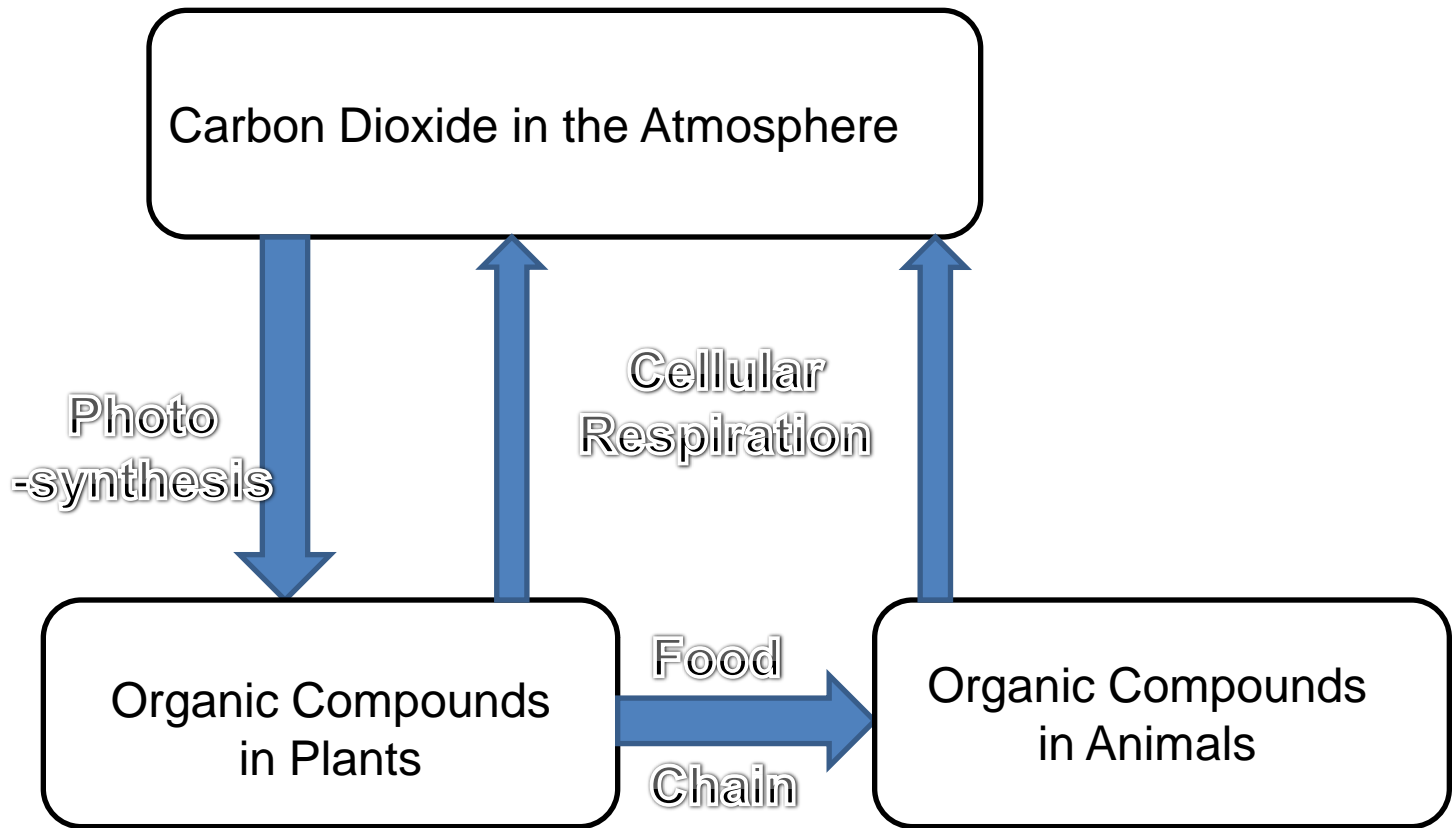 Carbon Dioxide in the Atmosphere
Cellular
Respiration
Photo
-synthesis
Food
Chain
Organic Compounds
in Plants
Organic Compounds
in Animals